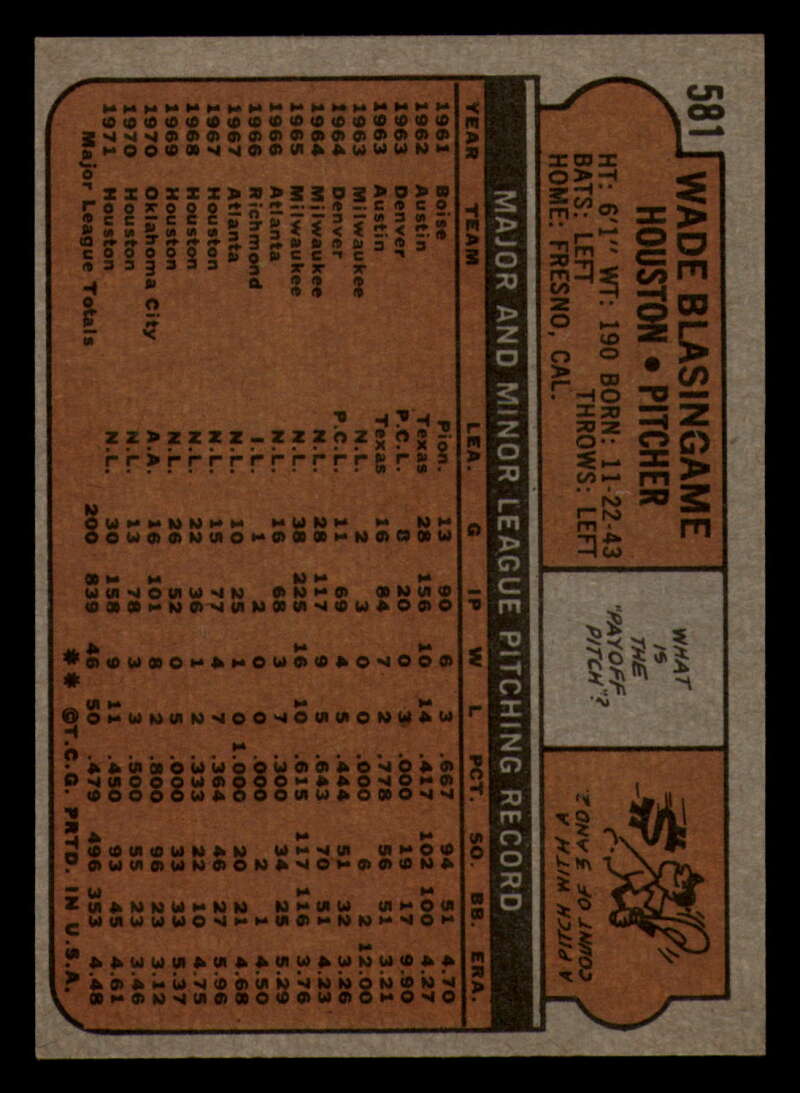 581
WADE BLASINGAME
HOUSTON • PITCHER
HT: 6'1" WT: 190 BORN: 11-22-43
BATS: LEFT THROWS: LEFT
HOME: FRESNO, CAL.
WHAT
IS
THE
"PAYOFF
PITCH"?
A PITCH WITH A
COUNT OF 3 AND 2.
MAJOR AND MINOR LEAGUE PITCHING RECORD
YEAR TEAM LEA. G IP W L PCT. SO. BB. ERA.
1961 Boise Pion. 13 90 6 3 .667 94 51 4.70
1962 Austin Texas 28 156 10 14 .417 102 100 4.27
1963 Denver P.C.L. 8 20 0 3 .000 19 17 9.90
1963 Austin Texas 16 84 7 2 .778 56 51 3.21
1963 Milwaukee N.L. 2 3 0 0 .000 6 2 12.00
1964 Denver P.C.L. 11 69 4 5 .444 51 32 3.26
1964 Milwaukee N.L. 28 117 9 5 .643 70 51 4.23
1965 Milwaukee N.L. 38 225 16 10 .615 117 116 3.76
1966 Atlanta N.L. 16 68 3 7 .300 34 25 5.29
1966 Richmond I.L. 1 2 0 0 .000 2 1 4.50
1967 Atlanta N.L. 10 25 1 0 1.000 20 21 4.68
1967 Houston N.L. 15 77 4 7 .364 46 27 5.96
1968 Houston N.L. 22 36 1 2 .333 22 10 4.75
1969 Houston N.L. 26 52 0 5 .000 33 33 5.37
1970 Oklahoma City A.A. 16 101 8 2 .800 96 23 3.12
1970 Houston N.L. 13 78 3 3 .500 55 23 3.46
1971 Houston N.L. 30 158 9 11 .450 93 45 4.61
Major League Totals 200 839 46 50 .479 496 353 4.48
** ©T.C.G. PRTD. IN U.S.A.